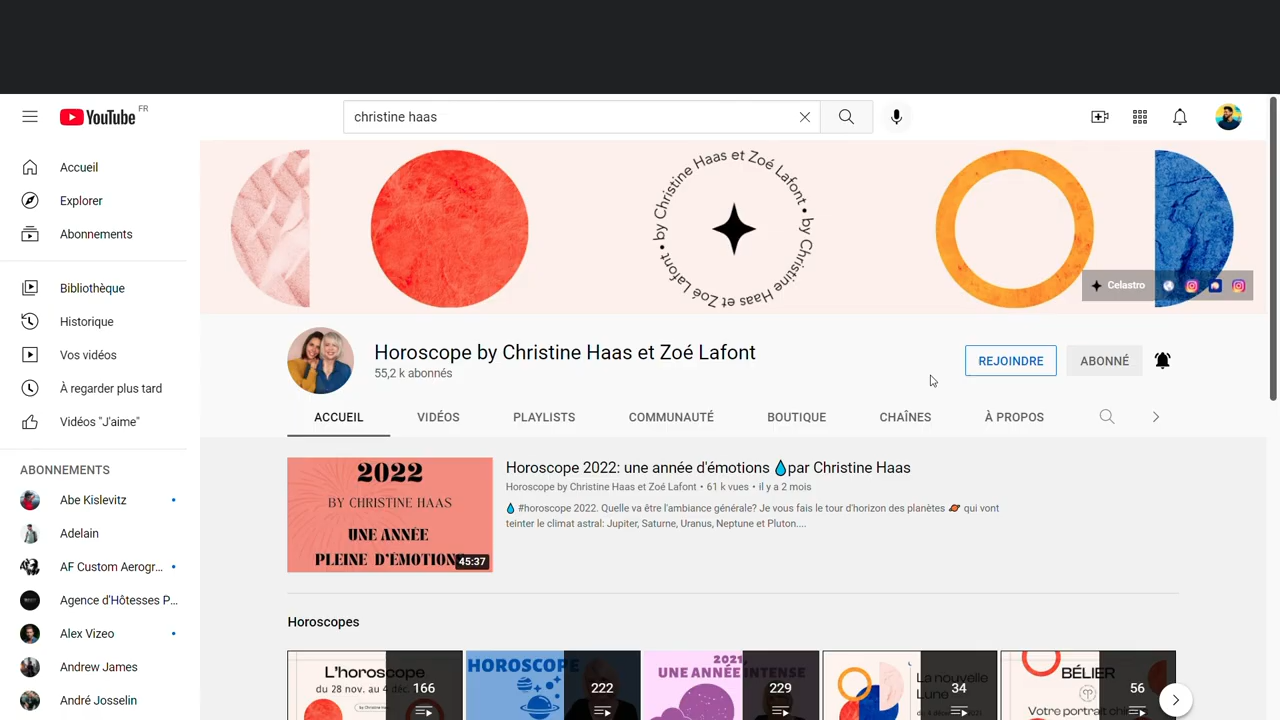 YouTube FR
christine haas
Accueil
Explorer
Abonnements
Bibliothèque
Historique
Vos vidéos
À regarder plus tard
Vidéos "J'aime"
ABONNEMENTS
Abe Kislevitz
Adelain
AF Custom Aerogr...
Agence d'Hôtesses P...
Alex Vizeo
Andrew James
André Josselin
by Christine Haas et Zoé Lafont • by Christine Haas et Zoé Lafont •
Celastro
Horoscope by Christine Haas et Zoé Lafont
55,2 k abonnés
REJOINDRE
ABONNÉ
ACCUEIL
VIDÉOS
PLAYLISTS
COMMUNAUTÉ
BOUTIQUE
CHAÎNES
À PROPOS
2022
BY CHRISTINE HAAS
UNE ANNÉE
PLEINE D'ÉMOTION
45:37
Horoscope 2022: une année d'émotions 💧par Christine Haas
Horoscope by Christine Haas et Zoé Lafont • 61 k vues • il y a 2 mois
💧 #horoscope 2022. Quelle va être l'ambiance générale? Je vous fais le tour d'horizon des planètes 🪐 qui vont
teinter le climat astral: Jupiter, Saturne, Uranus, Neptune et Pluton....
Horoscopes
L'horoscope
du 28 nov. au 4 déc.
166
HOROSCOPE
222
2021,
UNE ANNÉE INTENSE
229
La nouvelle
Lune
34
BÉLIER
Votre portrait chi
56